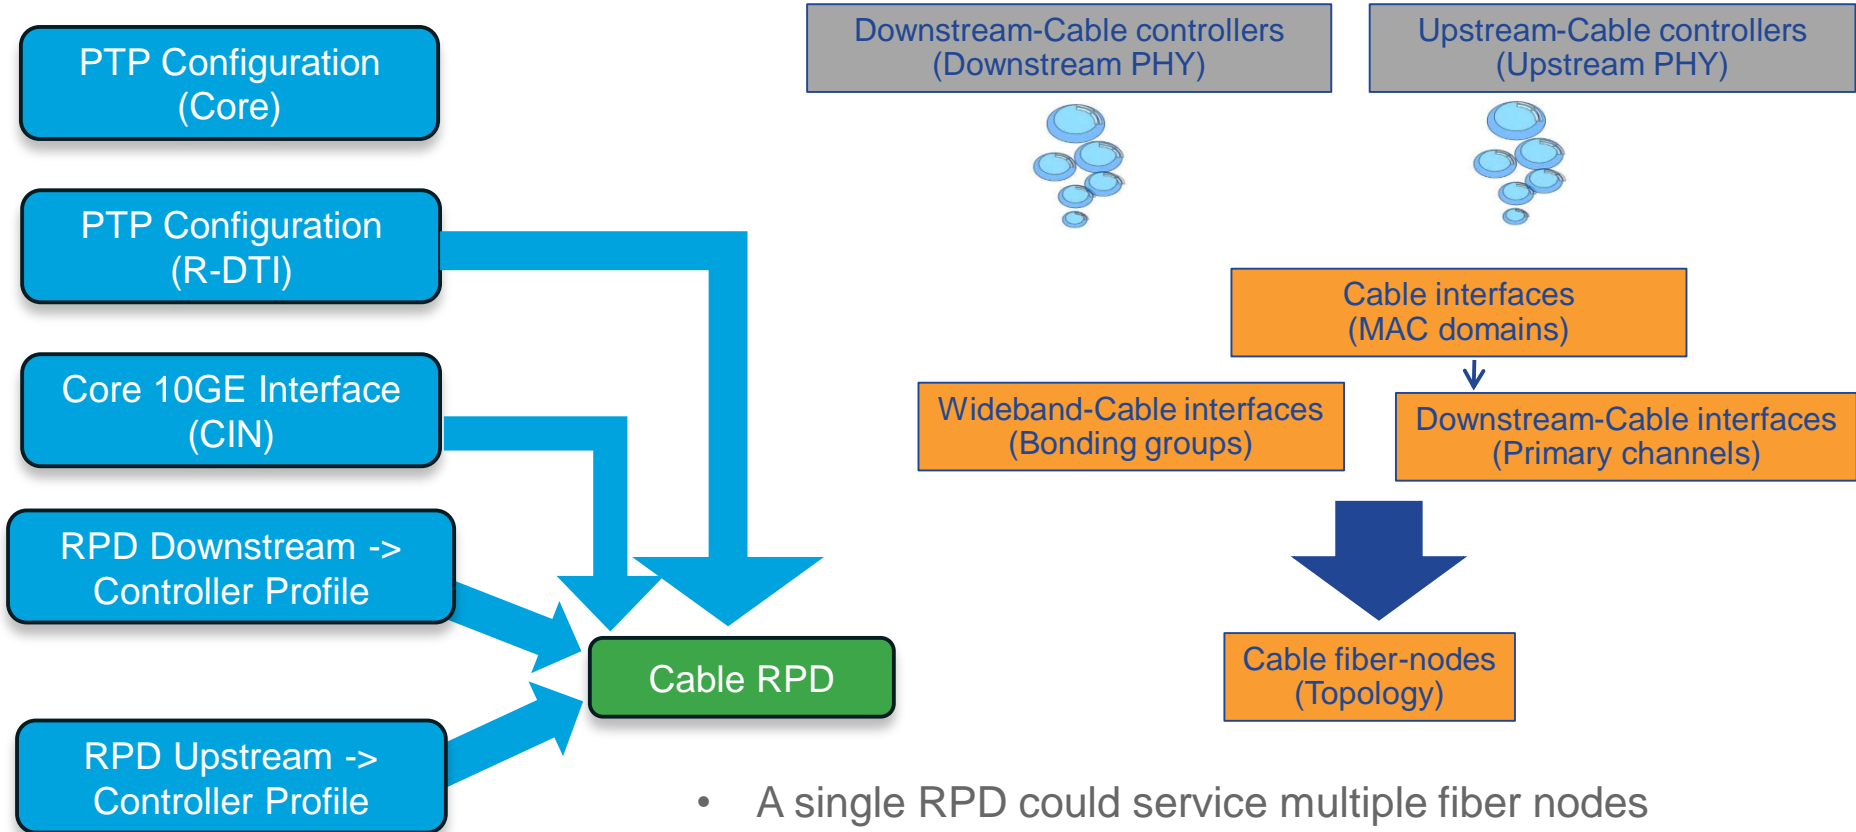 PTP Configuration
(Core)
PTP Configuration
(R-DTI)
Core 10GE Interface
(CIN)
RPD Downstream ->
Controller Profile
RPD Upstream ->
Controller Profile
Cable RPD
Downstream-Cable controllers
(Downstream PHY)
Upstream-Cable controllers
(Upstream PHY)
Cable interfaces
(MAC domains)
Wideband-Cable interfaces
(Bonding groups)
Downstream-Cable interfaces
(Primary channels)
Cable fiber-nodes
(Topology)
• A single RPD could service multiple fiber nodes